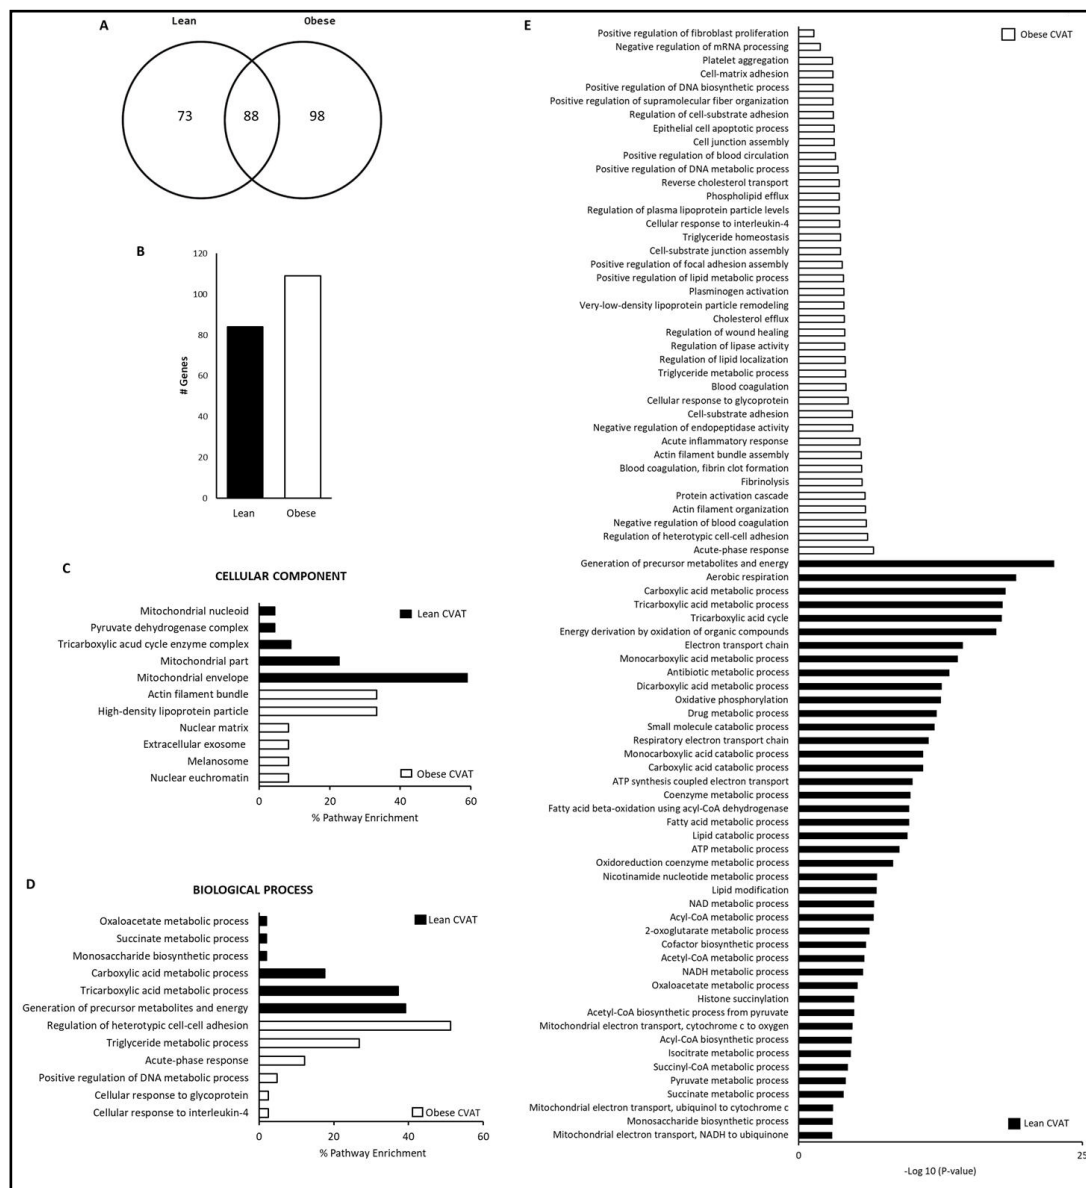 A
Lean
Obese
73
88
98
B
120
100
80
60
40
20
0
# Genes
Lean
Obese
C
CELLULAR COMPONENT
Mitochondrial nucleoid
Pyruvate dehydrogenase complex
Tricarboxylic acud cycle enzyme complex
Mitochondrial part
Mitochondrial envelope
Actin filament bundle
High-density lipoprotein particle
Nuclear matrix
Extracellular exosome
Melanosome
Nuclear euchromatin
Lean CVAT
Obese CVAT
0
20
40
60
% Pathway Enrichment
D
BIOLOGICAL PROCESS
Oxaloacetate metabolic process
Succinate metabolic process
Monosaccharide biosynthetic process
Carboxylic acid metabolic process
Tricarboxylic acid metabolic process
Generation of precursor metabolites and energy
Regulation of heterotypic cell-cell adhesion
Triglyceride metabolic process
Acute-phase response
Positive regulation of DNA metabolic process
Cellular response to glycoprotein
Cellular response to interleukin-4
Lean CVAT
Obese CVAT
0
20
40
60
% Pathway Enrichment
E
Obese CVAT
Positive regulation of fibroblast proliferation
Negative regulation of mRNA processing
Platelet aggregation
Cell-matrix adhesion
Positive regulation of DNA biosynthetic process
Positive regulation of supramolecular fiber organization
Regulation of cell-substrate adhesion
Epithelial cell apoptotic process
Cell junction assembly
Positive regulation of blood circulation
Positive regulation of DNA metabolic process
Reverse cholesterol transport
Phospholipid efflux
Regulation of plasma lipoprotein particle levels
Cellular response to interleukin-4
Triglyceride homeostasis
Cell-substrate junction assembly
Positive regulation of focal adhesion assembly
Positive regulation of lipid metabolic process
Plasminogen activation
Very-low-density lipoprotein particle remodeling
Cholesterol efflux
Regulation of wound healing
Regulation of lipase activity
Regulation of lipid localization
Triglyceride metabolic process
Blood coagulation
Cellular response to glycoprotein
Cell-substrate adhesion
Negative regulation of endopeptidase activity
Acute inflammatory response
Actin filament bundle assembly
Blood coagulation, fibrin clot formation
Fibrinolysis
Protein activation cascade
Actin filament organization
Negative regulation of blood coagulation
Regulation of heterotypic cell-cell adhesion
Acute-phase response
Generation of precursor metabolites and energy
Aerobic respiration
Carboxylic acid metabolic process
Tricarboxylic acid metabolic process
Tricarboxylic acid cycle
Energy derivation by oxidation of organic compounds
Electron transport chain
Monocarboxylic acid metabolic process
Antibiotic metabolic process
Dicarboxylic acid metabolic process
Oxidative phosphorylation
Drug metabolic process
Small molecule catabolic process
Respiratory electron transport chain
Monocarboxylic acid catabolic process
Carboxylic acid catabolic process
ATP synthesis coupled electron transport
Coenzyme metabolic process
Fatty acid beta-oxidation using acyl-CoA dehydrogenase
Fatty acid metabolic process
Lipid catabolic process
ATP metabolic process
Oxidoreduction coenzyme metabolic process
Nicotinamide nucleotide metabolic process
Lipid modification
NAD metabolic process
Acyl-CoA metabolic process
2-oxoglutarate metabolic process
Cofactor biosynthetic process
Acetyl-CoA metabolic process
NADH metabolic process
Oxaloacetate metabolic process
Histone succinylation
Acetyl-CoA biosynthetic process from pyruvate
Mitochondrial electron transport, cytochrome c to oxygen
Acyl-CoA biosynthetic process
Isocitrate metabolic process
Succinyl-CoA metabolic process
Pyruvate metabolic process
Succinate metabolic process
Mitochondrial electron transport, ubiquinol to cytochrome c
Monosaccharide biosynthetic process
Mitochondrial electron transport, NADH to ubiquinone
Lean CVAT
0
25
-Log 10 (P-value)